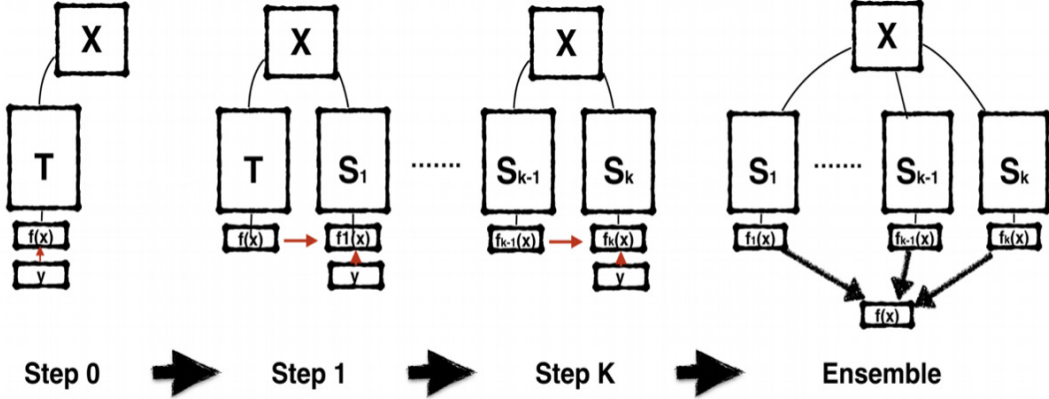 X X X X
T T S1 ....... Sk-1 Sk S1 ....... Sk-1 Sk
f(x) f(x) f1(x) fk-1(x) fk(x) f1(x) fk-1(x) fk(x)
y y y
f(x)
Step 0 Step 1 Step K Ensemble